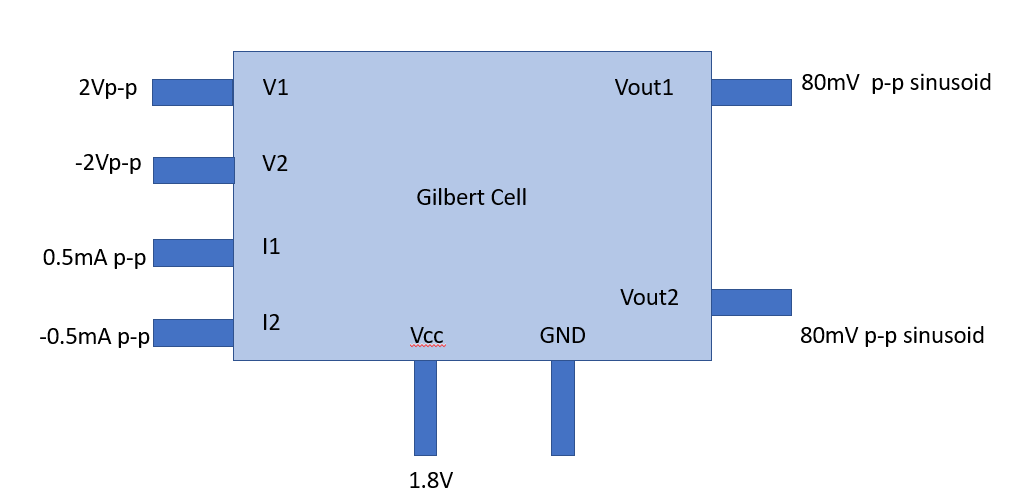 2Vp-p V1 Vout1 80mV p-p sinusoid
-2Vp-p V2
Gilbert Cell
0.5mA p-p I1
Vout2
-0.5mA p-p I2 Vcc GND 80mV p-p sinusoid
1.8V